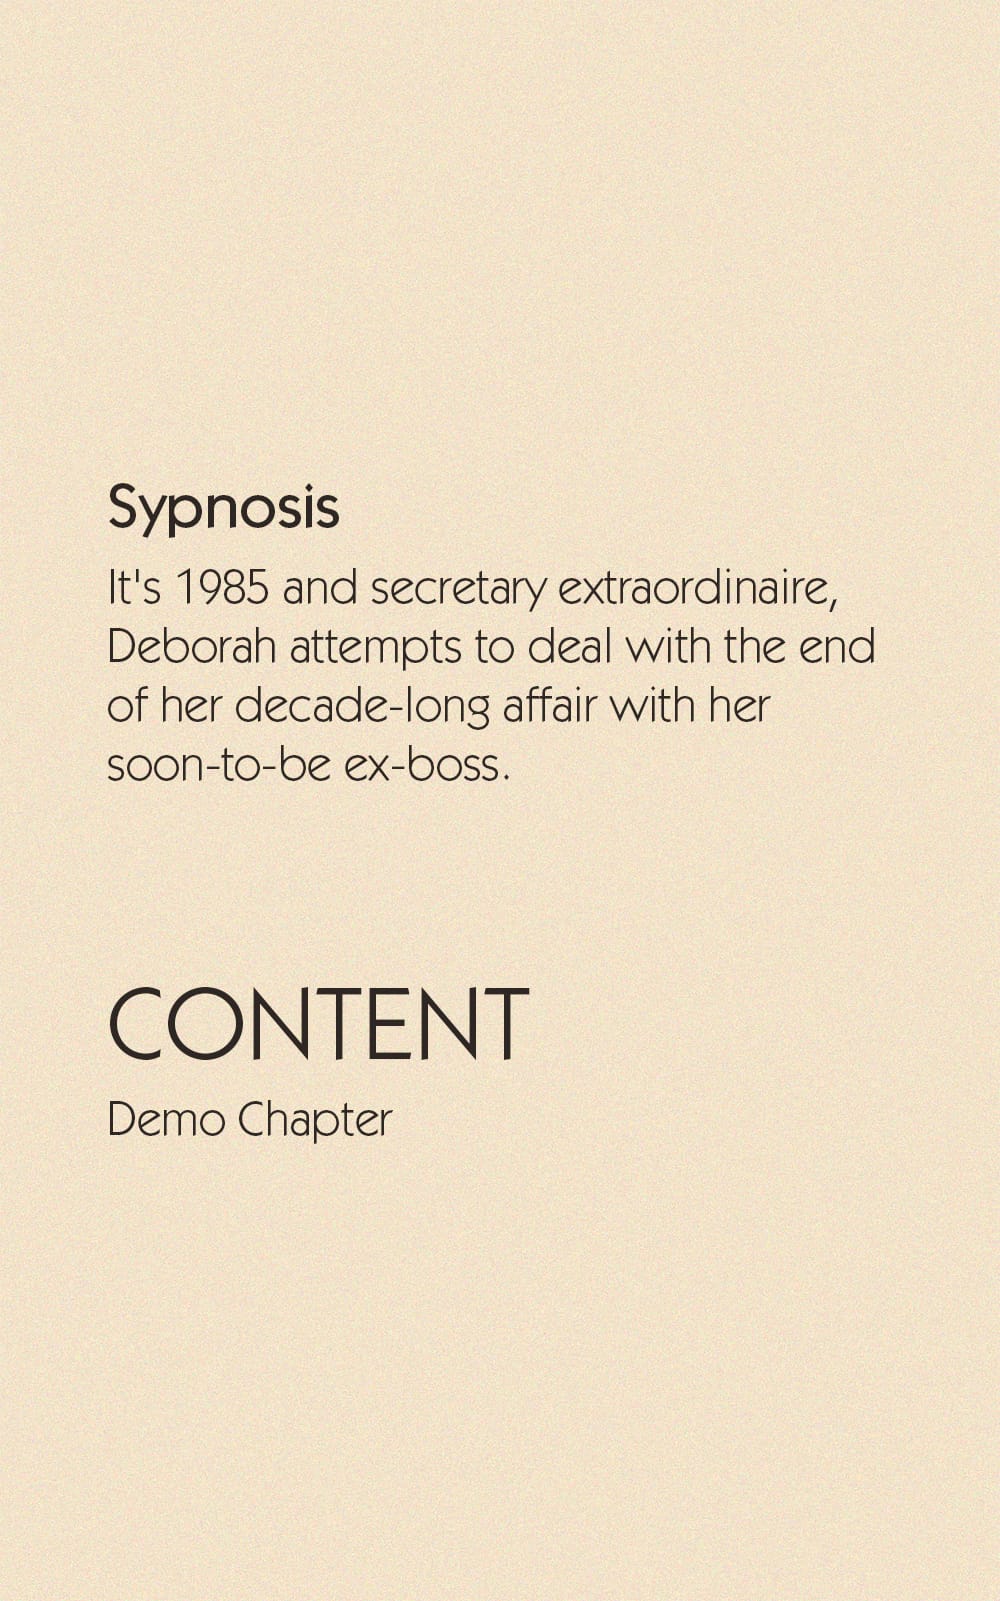 Sypnosis
It's 1985 and secretary extraordinaire,
Deborah attempts to deal with the end
of her decade-long affair with her
soon-to-be ex-boss.
CONTENT
Demo Chapter